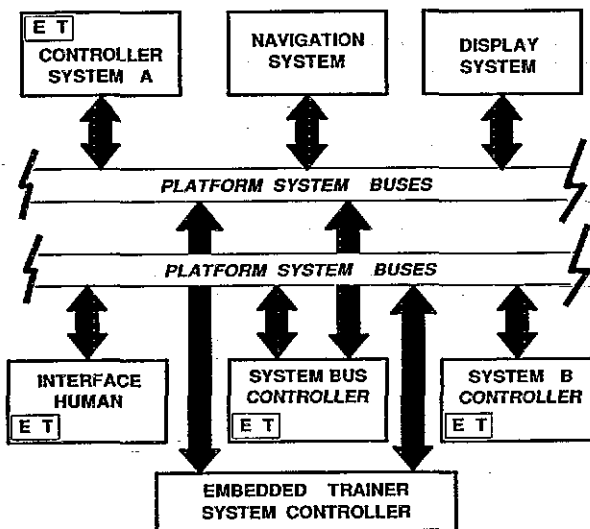 E T
CONTROLLER
SYSTEM A
NAVIGATION
SYSTEM
DISPLAY
SYSTEM
PLATFORM SYSTEM BUSES
PLATFORM SYSTEM BUSES
INTERFACE
HUMAN
E T
SYSTEM BUS
CONTROLLER
E T
SYSTEM B
CONTROLLER
E T
EMBEDDED TRAINER
SYSTEM CONTROLLER